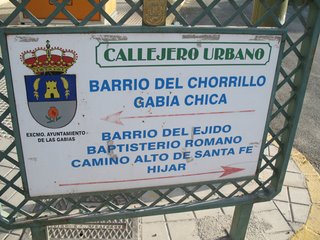 CALLEJERO URBANO
BARRIO DEL CHORRILLO
GABÍA CHICA
EXCMO. AYUNTAMIENTO
DE LAS GABIAS
BARRIO DEL EJIDO
BAPTISTERIO ROMANO
CAMINO ALTO DE SANTA FE
HIJAR